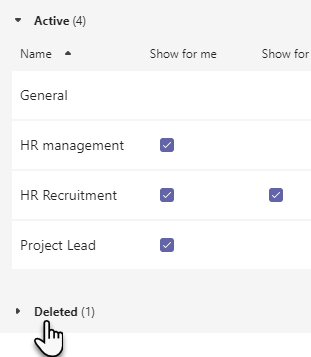 Active (4)
Name Show for me Show for
General
HR management
HR Recruitment
Project Lead
Deleted (1)